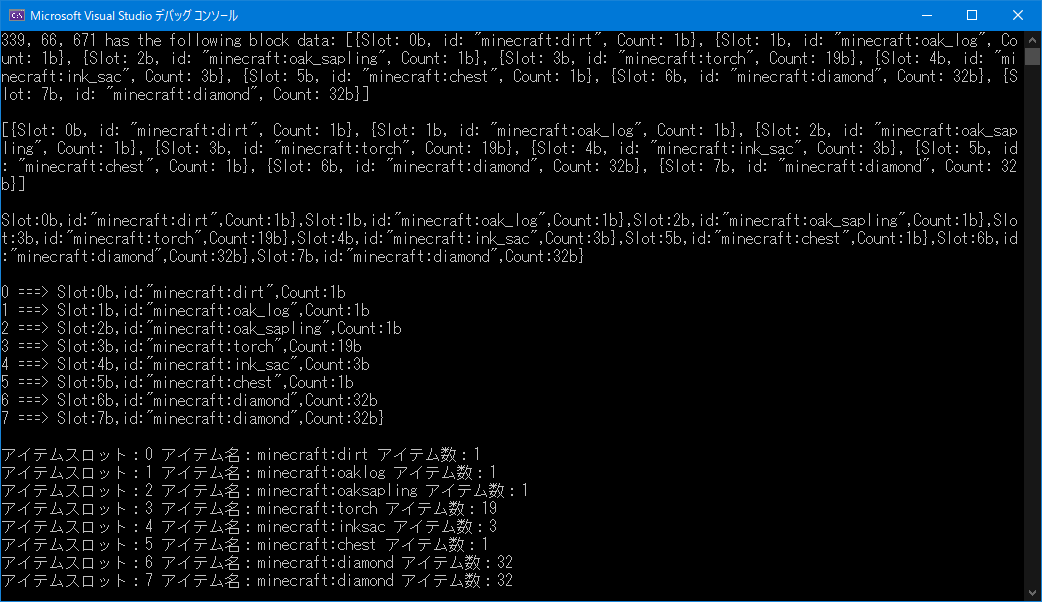 Microsoft Visual Studio デバッグ コンソール
339, 66, 671 has the following block data: [{Slot: 0b, id: "minecraft:dirt", Count: 1b}, {Slot: 1b, id: "minecraft:oak_log", Co
unt: 1b}, {Slot: 2b, id: "minecraft:oak_sapling", Count: 1b}, {Slot: 3b, id: "minecraft:torch", Count: 19b}, {Slot: 4b, id: "mi
necraft:ink_sac", Count: 3b}, {Slot: 5b, id: "minecraft:chest", Count: 1b}, {Slot: 6b, id: "minecraft:diamond", Count: 32b}, {S
lot: 7b, id: "minecraft:diamond", Count: 32b}]
[{Slot: 0b, id: "minecraft:dirt", Count: 1b}, {Slot: 1b, id: "minecraft:oak_log", Count: 1b}, {Slot: 2b, id: "minecraft:oak_sap
ling", Count: 1b}, {Slot: 3b, id: "minecraft:torch", Count: 19b}, {Slot: 4b, id: "minecraft:ink_sac", Count: 3b}, {Slot: 5b, id
: "minecraft:chest", Count: 1b}, {Slot: 6b, id: "minecraft:diamond", Count: 32b}, {Slot: 7b, id: "minecraft:diamond", Count: 32
b}]
Slot:0b,id:"minecraft:dirt",Count:1b},Slot:1b,id:"minecraft:oak_log",Count:1b},Slot:2b,id:"minecraft:oak_sapling",Count:1b},Slo
t:3b,id:"minecraft:torch",Count:19b},Slot:4b,id:"minecraft:ink_sac",Count:3b},Slot:5b,id:"minecraft:chest",Count:1b},Slot:6b,id
:"minecraft:diamond",Count:32b},Slot:7b,id:"minecraft:diamond",Count:32b}
0 ===> Slot:0b,id:"minecraft:dirt",Count:1b
1 ===> Slot:1b,id:"minecraft:oak_log",Count:1b
2 ===> Slot:2b,id:"minecraft:oak_sapling",Count:1b
3 ===> Slot:3b,id:"minecraft:torch",Count:19b
4 ===> Slot:4b,id:"minecraft:ink_sac",Count:3b
5 ===> Slot:5b,id:"minecraft:chest",Count:1b
6 ===> Slot:6b,id:"minecraft:diamond",Count:32b
7 ===> Slot:7b,id:"minecraft:diamond",Count:32b}
アイテムスロット：0 アイテム名：minecraft:dirt アイテム数：1
アイテムスロット：1 アイテム名：minecraft:oaklog アイテム数：1
アイテムスロット：2 アイテム名：minecraft:oaksapling アイテム数：1
アイテムスロット：3 アイテム名：minecraft:torch アイテム数：19
アイテムスロット：4 アイテム名：minecraft:inksac アイテム数：3
アイテムスロット：5 アイテム名：minecraft:chest アイテム数：1
アイテムスロット：6 アイテム名：minecraft:diamond アイテム数：32
アイテムスロット：7 アイテム名：minecraft:diamond アイテム数：32